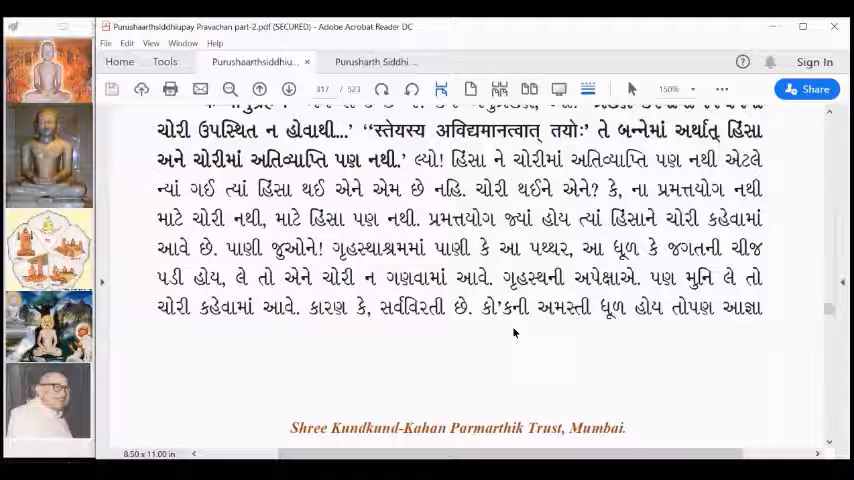 Purushaarthsiddhiupay Pravachan part-2.pdf (SECURED) - Adobe Acrobat Reader DC
File Edit View Window Help
Home Tools Purushaarthsiddhiu... × Purusharth Siddhi ... Sign In
317 / 523 150% Share
ચોરી ઉપસ્થિત ન હોવાથી...' ‘‘स्तेयस्य अविद्यमानत्वात् तयोः’ તે બન્નેમાં અર્થાત્ હિંસા
અને ચોરીમાં અતિવ્યાપ્તિ પણ નથી.' લ્યો! હિંસા ને ચોરીમાં અતિવ્યાપ્તિ પણ નથી એટલે
ન્યાં ગઈ ત્યાં હિંસા થઈ એને એમ છે નહિ. ચોરી થઈને એને? કે, ના પ્રમત્તયોગ નથી
માટે ચોરી નથી, માટે હિંસા પણ નથી. પ્રમત્તયોગ જ્યાં હોય ત્યાં હિંસાને ચોરી કહેવામાં
આવે છે. પાણી જુઓને! ગૃહસ્થાશ્રમમાં પાણી કે આ પથ્થર, આ ધૂળ કે જગતની ચીજ
પડી હોય, લે તો એને ચોરી ન ગણવામાં આવે. ગૃહસ્થની અપેક્ષાએ. પણ મુનિ લે તો
ચોરી કહેવામાં આવે. કારણ કે, સર્વવિરતી છે. કો'કની અમસ્તી ધૂળ હોય તોપણ આજ્ઞા
Shree Kundkund-Kahan Parmarthik Trust, Mumbai.
8.50 x 11.00 in